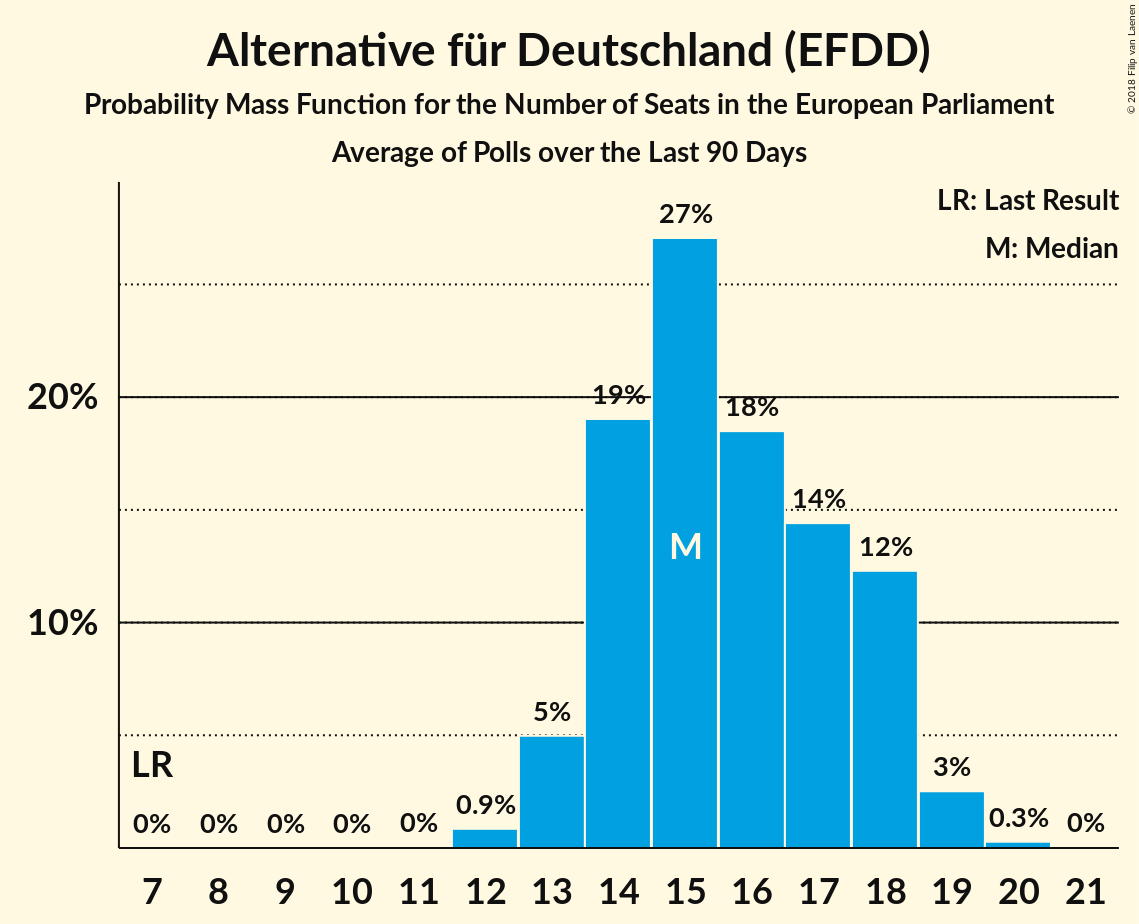 Alternative für Deutschland (EFDD)
Probability Mass Function for the Number of Seats in the European Parliament
Average of Polls over the Last 90 Days
© 2018 Filip van Laenen
LR: Last Result
M: Median
27%
20%
19%
18%
14%
M
12%
10%
5%
LR
3%
0% 0% 0% 0% 0% 0.9% 0.3% 0%
7 8 9 10 11 12 13 14 15 16 17 18 19 20 21